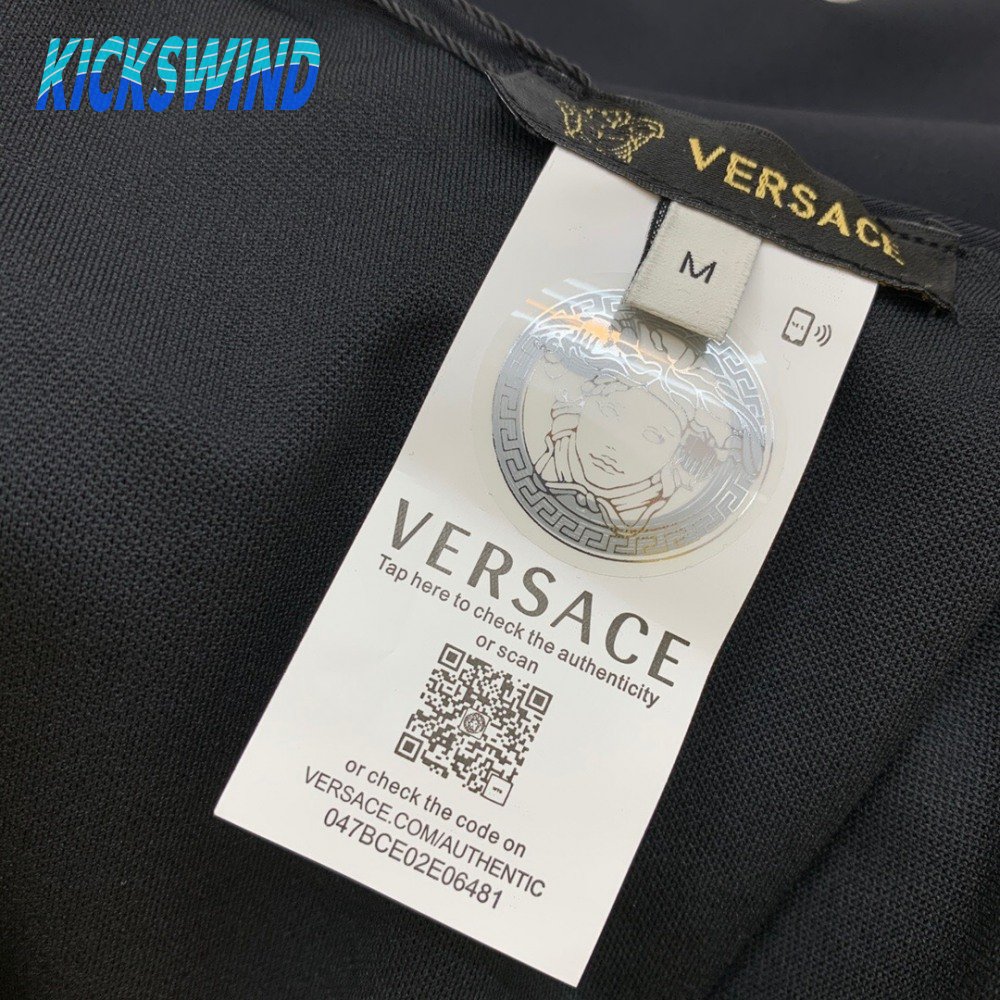 KICKSWIND
VERSACE
M
VERSACE
Tap here to check the authenticity
or scan
or check the code on
VERSACE.COM/AUTHENTIC
047BCE02E06481